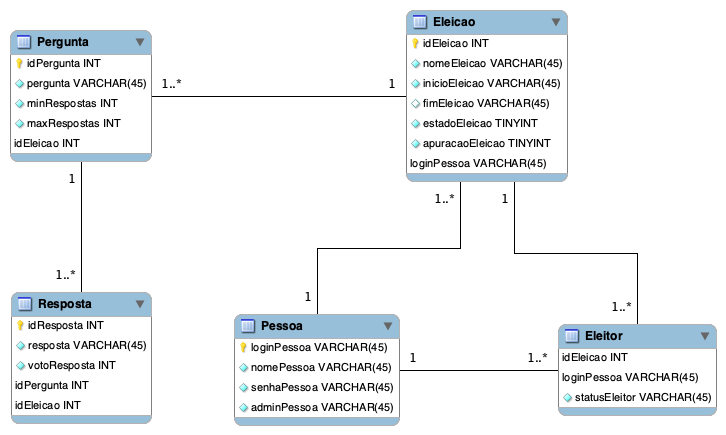 Pergunta
idPergunta INT
pergunta VARCHAR(45)
minRespostas INT
maxRespostas INT
idEleicao INT
1..*
1
Eleicao
idEleicao INT
nomeEleicao VARCHAR(45)
inicioEleicao VARCHAR(45)
fimEleicao VARCHAR(45)
estadoEleicao TINYINT
apuracaoEleicao TINYINT
loginPessoa VARCHAR(45)
1
1..*
1..*
1
1
1..*
Resposta
idResposta INT
resposta VARCHAR(45)
votoResposta INT
idPergunta INT
idEleicao INT
Pessoa
loginPessoa VARCHAR(45)
nomePessoa VARCHAR(45)
senhaPessoa VARCHAR(45)
adminPessoa VARCHAR(45)
1
1..*
Eleitor
idEleicao INT
loginPessoa VARCHAR(45)
statusEleitor VARCHAR(45)